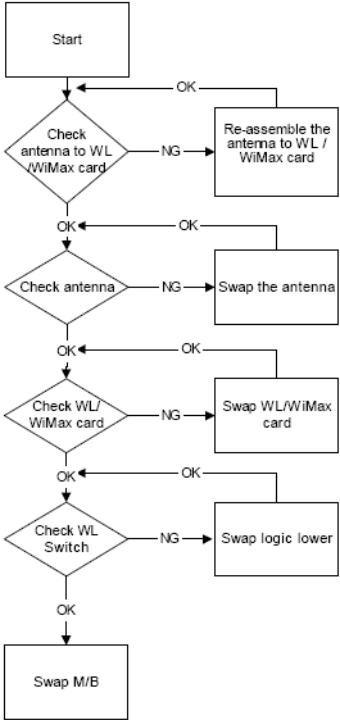 Start
OK
Check
antenna to WL
/WiMax card
NG
Re-assemble the
antenna to WL /
WiMax card
OK
OK
Check antenna
NG
Swap the antenna
OK
OK
Check WL/
WiMax card
NG
Swap WL/WiMax
card
OK
OK
Check WL
Switch
NG
Swap logic lower
OK
Swap M/B